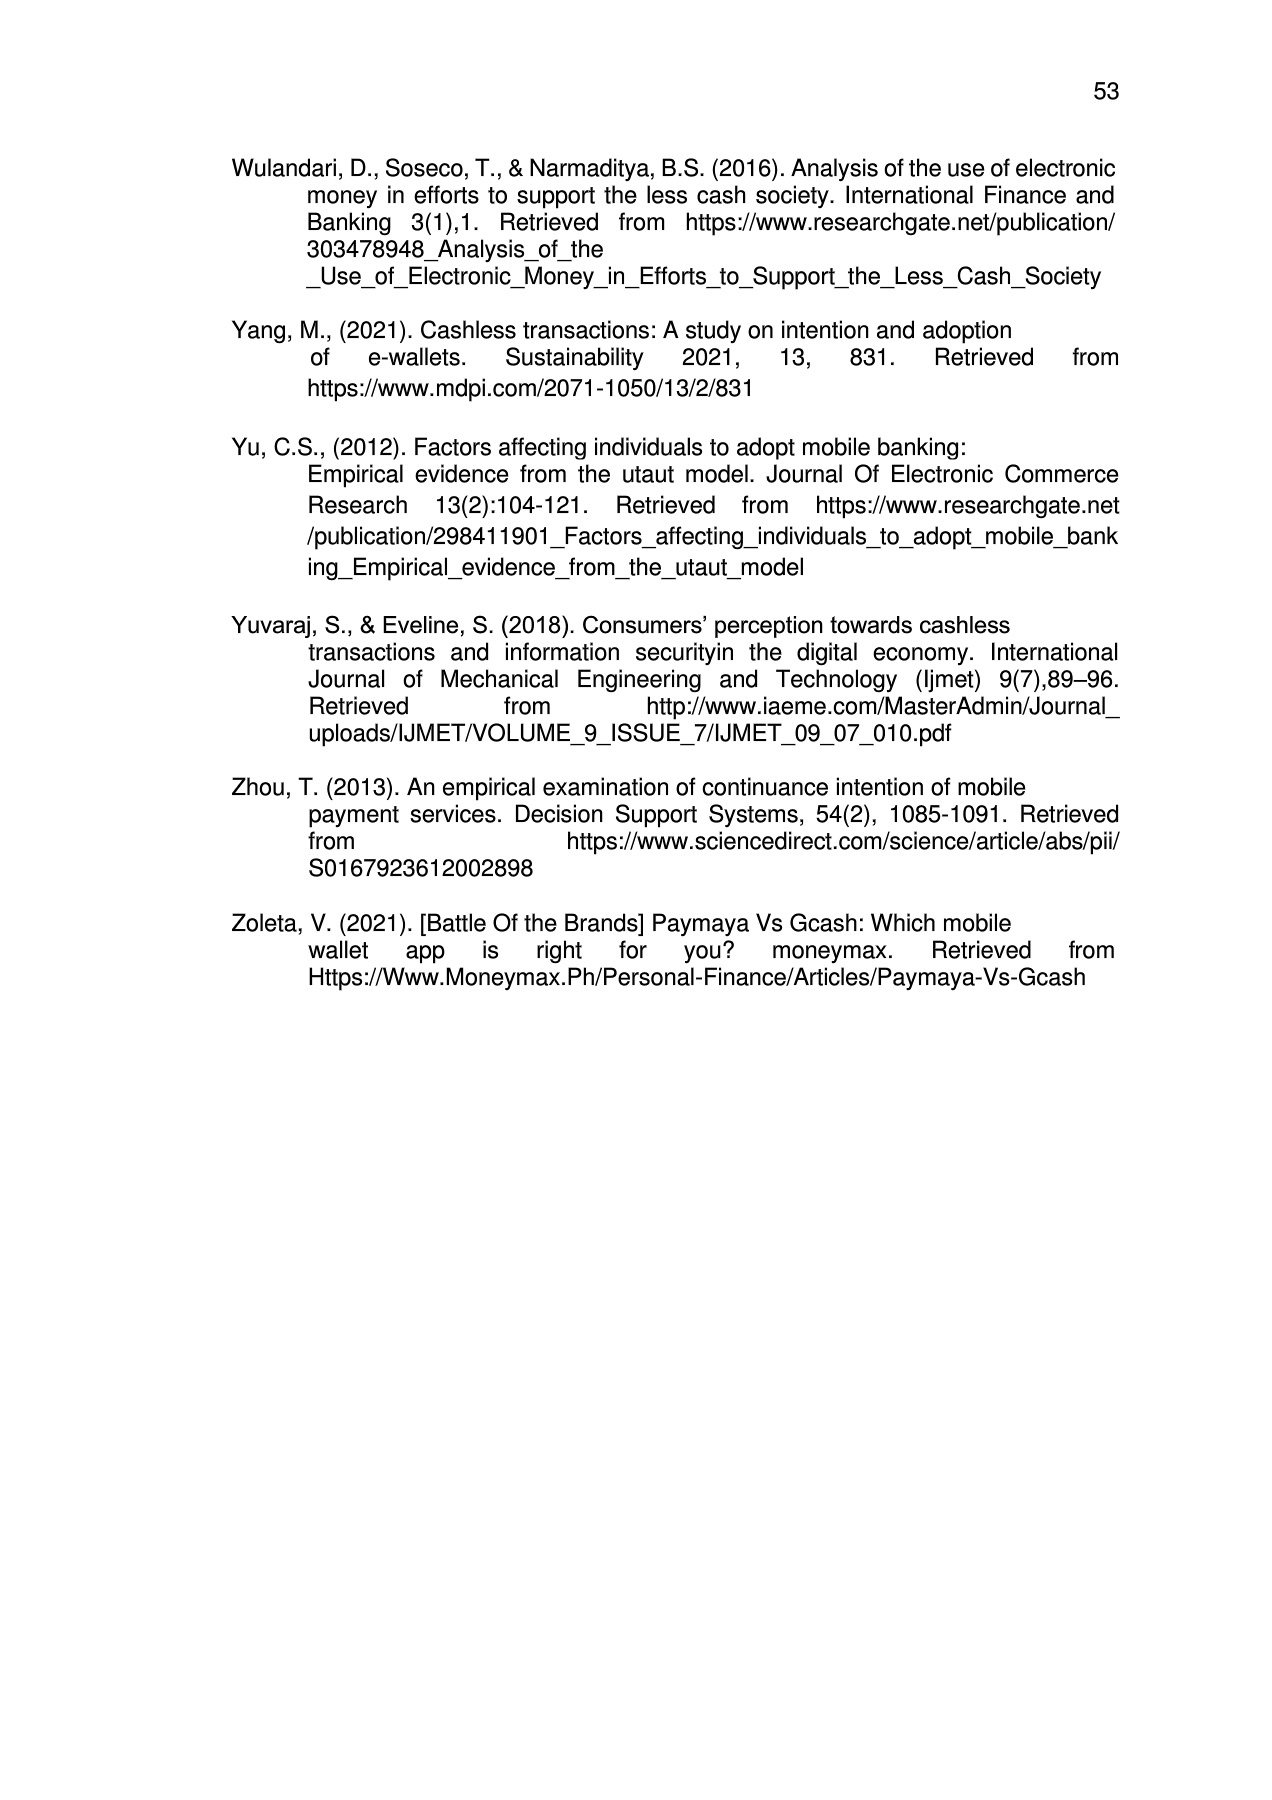 53
Wulandari, D., Soseco, T., & Narmaditya, B.S. (2016). Analysis of the use of electronic
money in efforts to support the less cash society. International Finance and
Banking 3(1),1. Retrieved from https://www.researchgate.net/publication/
303478948_Analysis_of_the
_Use_of_Electronic_Money_in_Efforts_to_Support_the_Less_Cash_Society
Yang, M., (2021). Cashless transactions: A study on intention and adoption
of e-wallets. Sustainability 2021, 13, 831. Retrieved from
https://www.mdpi.com/2071-1050/13/2/831
Yu, C.S., (2012). Factors affecting individuals to adopt mobile banking:
Empirical evidence from the utaut model. Journal Of Electronic Commerce
Research 13(2):104-121. Retrieved from https://www.researchgate.net
/publication/298411901_Factors_affecting_individuals_to_adopt_mobile_bank
ing_Empirical_evidence_from_the_utaut_model
Yuvaraj, S., & Eveline, S. (2018). Consumers’ perception towards cashless
transactions and information securityin the digital economy. International
Journal of Mechanical Engineering and Technology (Ijmet) 9(7),89–96.
Retrieved from http://www.iaeme.com/MasterAdmin/Journal_
uploads/IJMET/VOLUME_9_ISSUE_7/IJMET_09_07_010.pdf
Zhou, T. (2013). An empirical examination of continuance intention of mobile
payment services. Decision Support Systems, 54(2), 1085-1091. Retrieved
from https://www.sciencedirect.com/science/article/abs/pii/
S0167923612002898
Zoleta, V. (2021). [Battle Of the Brands] Paymaya Vs Gcash: Which mobile
wallet app is right for you? moneymax. Retrieved from
Https://Www.Moneymax.Ph/Personal-Finance/Articles/Paymaya-Vs-Gcash